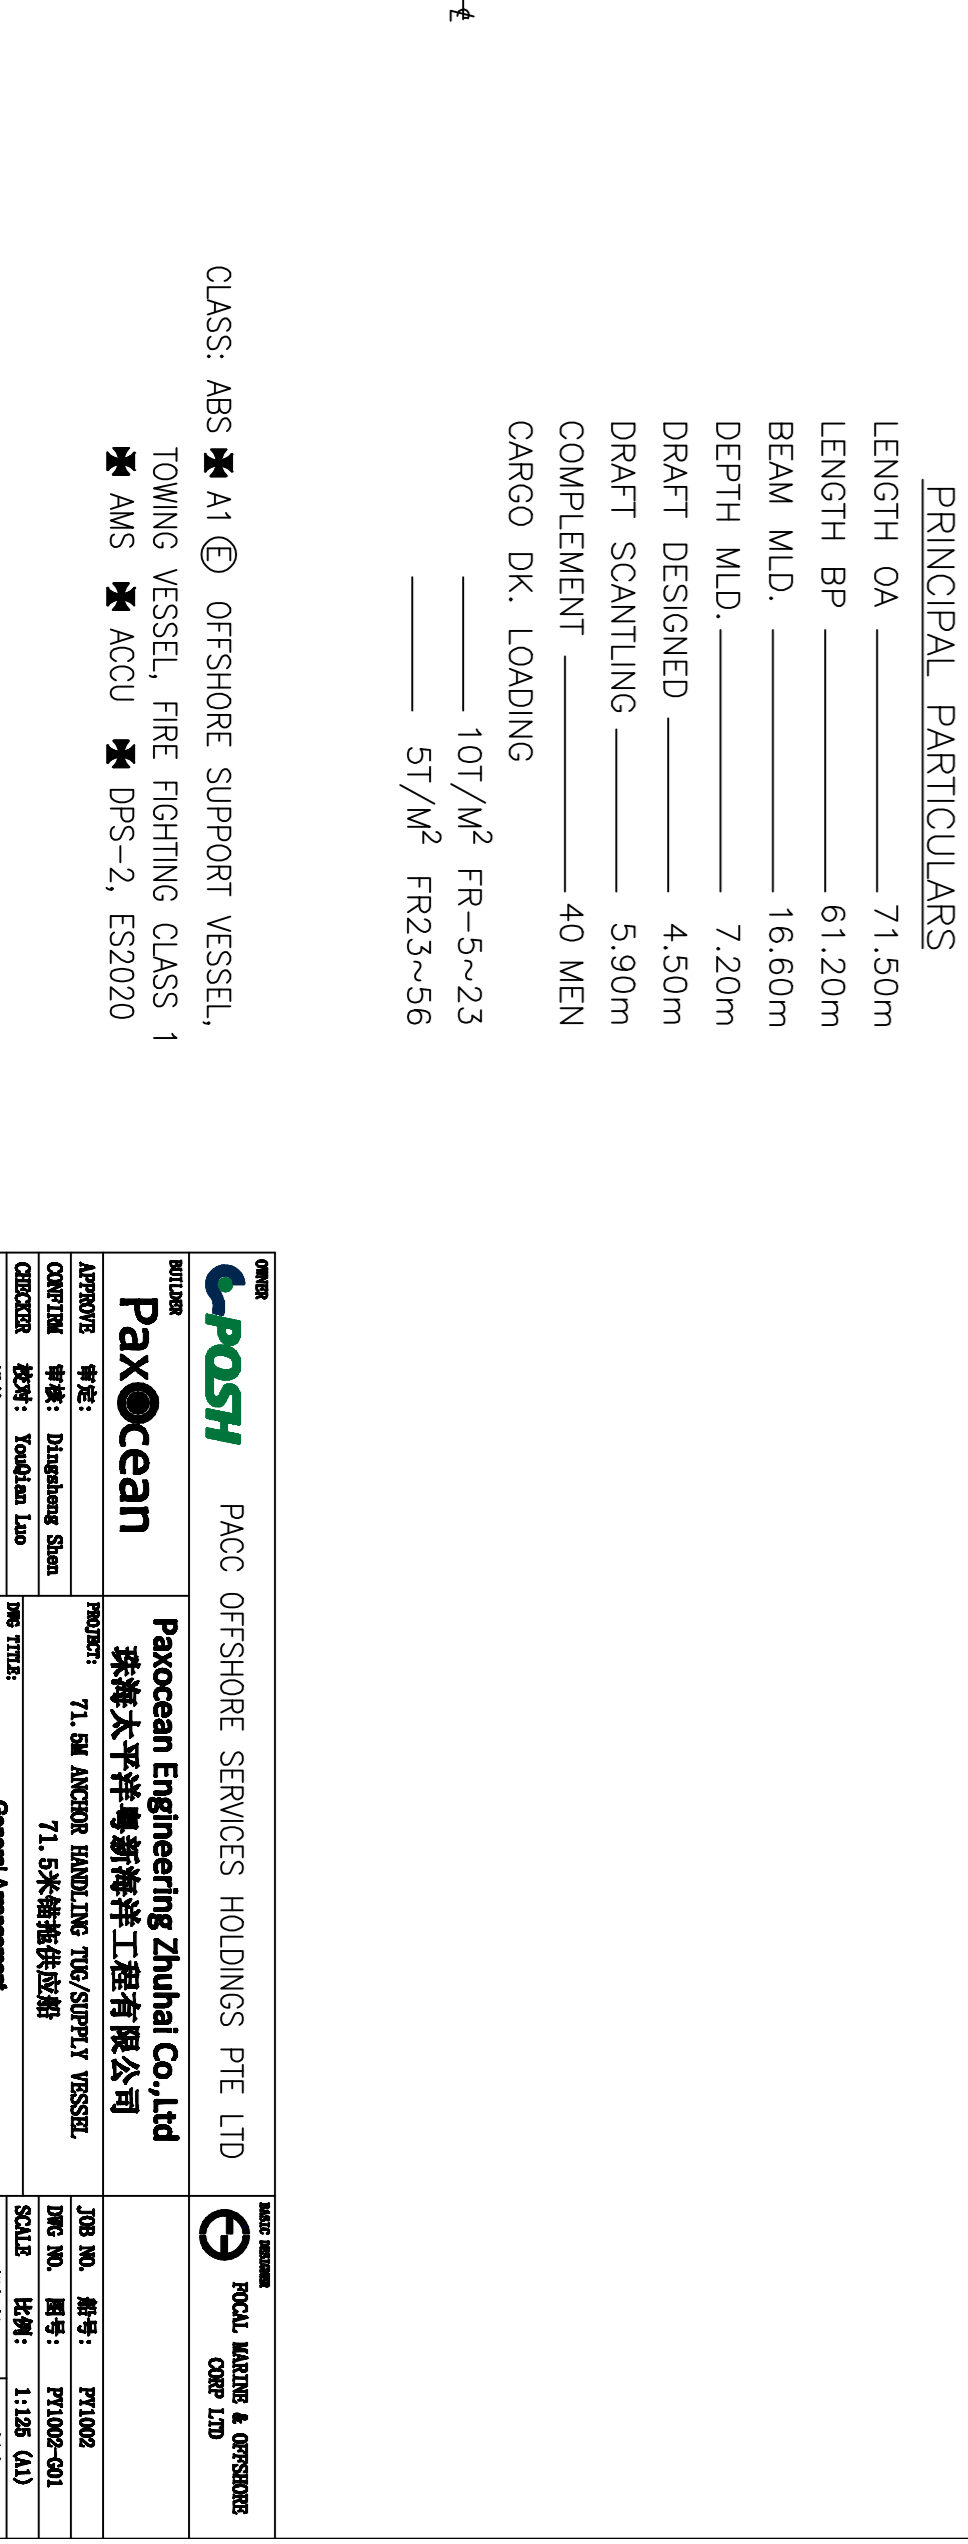 PRINCIPAL PARTICULARS
LENGTH OA 71.50m
LENGTH BP 61.20m
BEAM MLD. 16.60m
DEPTH MLD. 7.20m
DRAFT DESIGNED 4.50m
DRAFT SCANTLING 5.90m
COMPLEMENT 40 MEN
CARGO DK. LOADING
10T/M² FR-5~23
5T/M² FR23~56
CLASS: ABS ✠ A1 Ⓔ OFFSHORE SUPPORT VESSEL,
TOWING VESSEL, FIRE FIGHTING CLASS 1
✠ AMS ✠ ACCU ✠ DPS-2, ES2020
OWNER
POSH
PACC OFFSHORE SERVICES HOLDINGS PTE LTD
BASIC DESIGNER
FOCAL MARINE & OFFSHORE
CORP LTD
BUILDER
PaxOcean
Paxocean Engineering Zhuhai Co.,Ltd
珠海太平洋粤新海洋工程有限公司
APPROVE 审定:
CONFIRM 审核: Dingsheng Shen
CHECKER 校对: YouQian Luo
PROJECT:
71.5M ANCHOR HANDLING TUG/SUPPLY VESSEL
71.5米锚拖供应船
DWG TITLE:
General Arrangement
JOB NO. 船号: PY1002
DWG NO. 图号: PY1002-G01
SCALE 比例: 1:125 (A1)